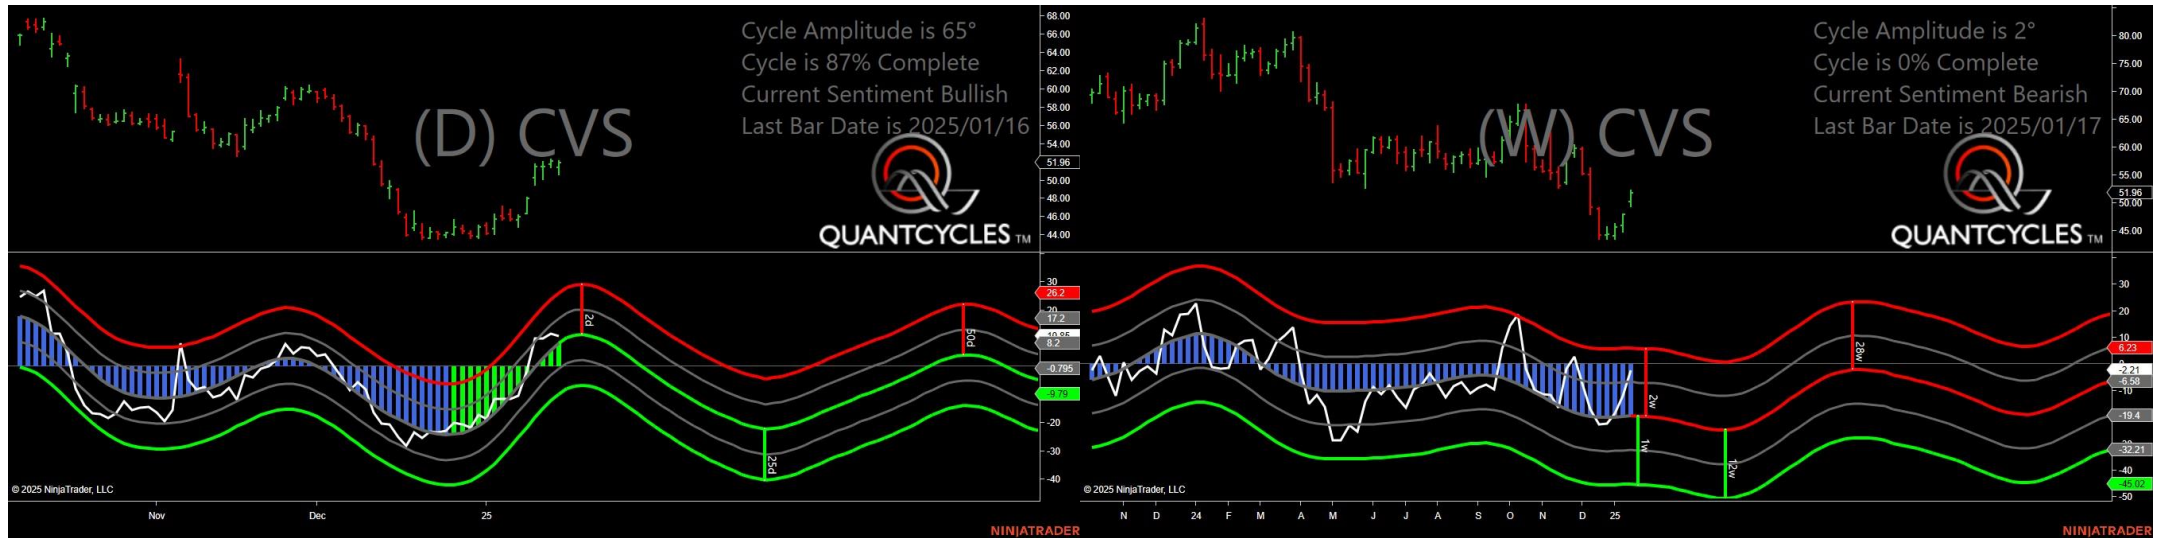 Cycle Amplitude is 65°
Cycle is 87% Complete
Current Sentiment Bullish
Last Bar Date is 2025/01/16
(D) CVS
QUANTCYCLES TM
68.00
66.00
64.00
62.00
60.00
58.00
56.00
54.00
51.96
50.00
48.00
46.00
44.00
30
26.2
20
17.2
10.85
8.2
-0.795
-9.79
-20
-30
-40
2d
25d
50d
© 2025 NinjaTrader, LLC
Nov
Dec
25
NINJATRADER
Cycle Amplitude is 2°
Cycle is 0% Complete
Current Sentiment Bearish
Last Bar Date is 2025/01/17
(W) CVS
QUANTCYCLES TM
80.00
75.00
70.00
65.00
60.00
55.00
51.96
50.00
45.00
30
20
10
0
6.23
-2.21
-6.58
-10
-19.4
-32.21
-40
-45.02
-50
2w
1w
12w
28w
© 2025 NinjaTrader, LLC
N D 24 F M A M J J A S O N D 25
NINJATRADER